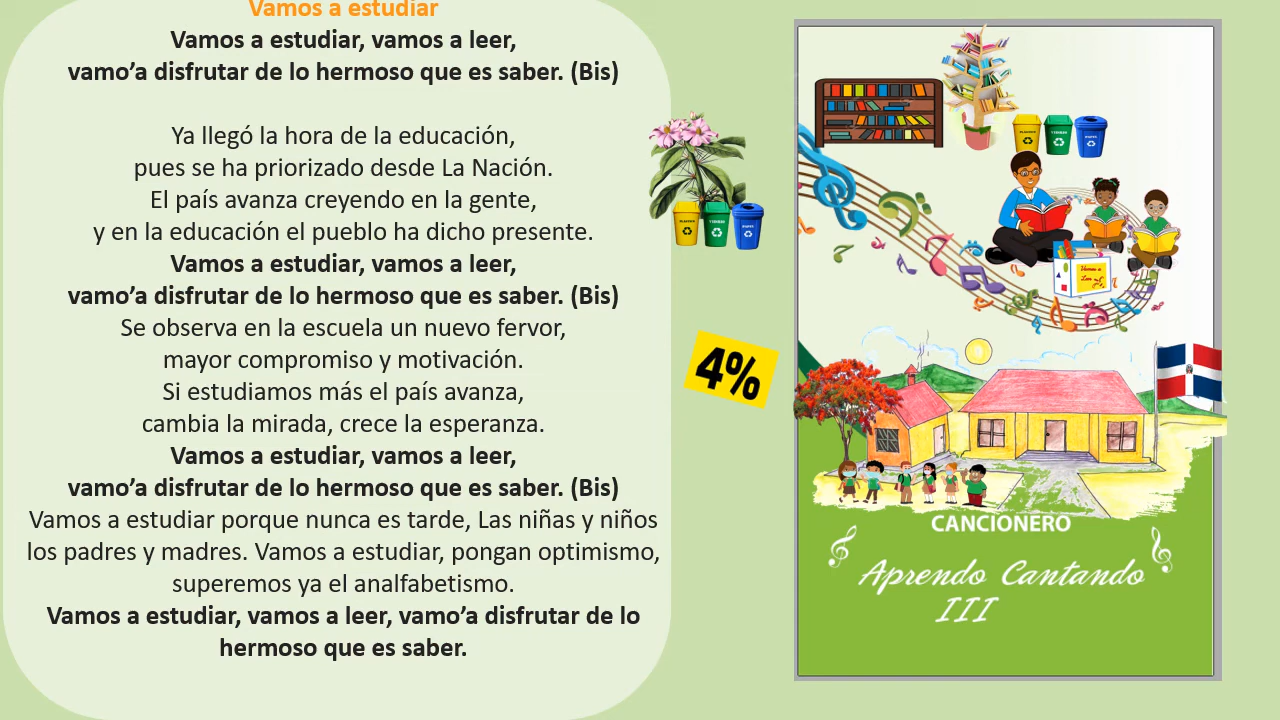 Vamos a estudiar
Vamos a estudiar, vamos a leer,
vamo’a disfrutar de lo hermoso que es saber. (Bis)
Ya llegó la hora de la educación,
pues se ha priorizado desde La Nación.
El país avanza creyendo en la gente,
y en la educación el pueblo ha dicho presente.
Vamos a estudiar, vamos a leer,
vamo’a disfrutar de lo hermoso que es saber. (Bis)
Se observa en la escuela un nuevo fervor,
mayor compromiso y motivación.
Si estudiamos más el país avanza,
cambia la mirada, crece la esperanza.
Vamos a estudiar, vamos a leer,
vamo’a disfrutar de lo hermoso que es saber. (Bis)
Vamos a estudiar porque nunca es tarde, Las niñas y niños
los padres y madres. Vamos a estudiar, pongan optimismo,
superemos ya el analfabetismo.
Vamos a estudiar, vamos a leer, vamo’a disfrutar de lo
hermoso que es saber.
4%
Vamos a
Leer
CANCIONERO
Aprendo Cantando
III